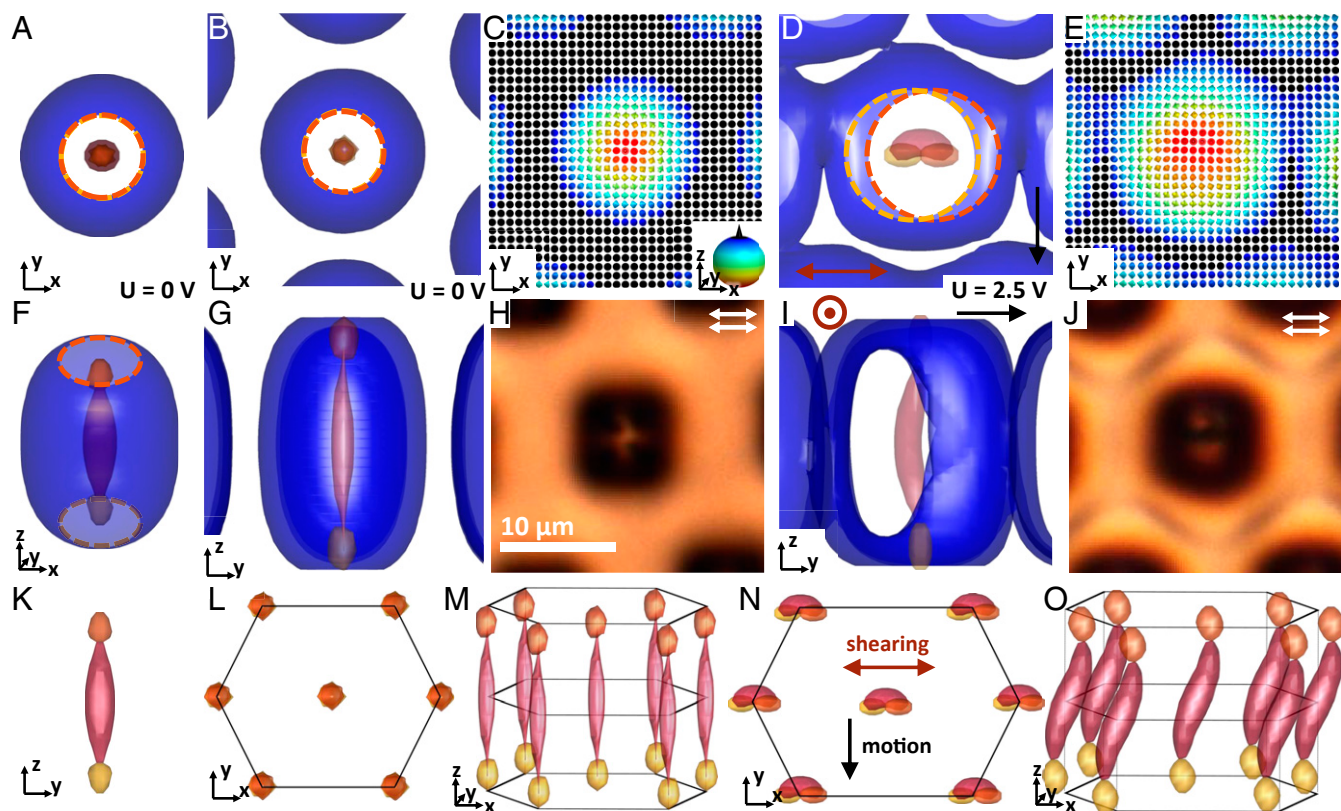 A
B
C
D
E
y
x
y
x
y
x
z
y
x
y
x
U = 0 V
U = 0 V
U = 2.5 V
F
G
H
I
J
z
y
x
z
y
10 μm
z
y
K
L
M
N
O
shearing
motion
z
y
y
x
z
y
x
y
x
z
y
x